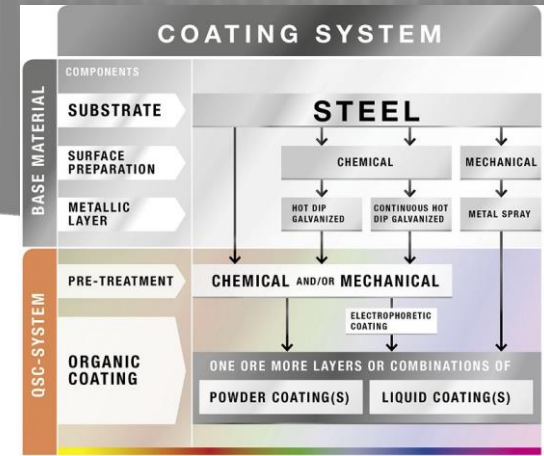 COATING SYSTEM
COMPONENTS
BASE MATERIAL
SUBSTRATE
STEEL
SURFACE
PREPARATION
CHEMICAL
MECHANICAL
METALLIC
LAYER
HOT DIP
GALVANIZED
CONTINUOUS HOT
DIP GALVANIZED
METAL SPRAY
QSC-SYSTEM
PRE-TREATMENT
CHEMICAL AND/OR MECHANICAL
ELECTROPHORETIC
COATING
ORGANIC
COATING
ONE ORE MORE LAYERS OR COMBINATIONS OF
POWDER COATING(S)
LIQUID COATING(S)